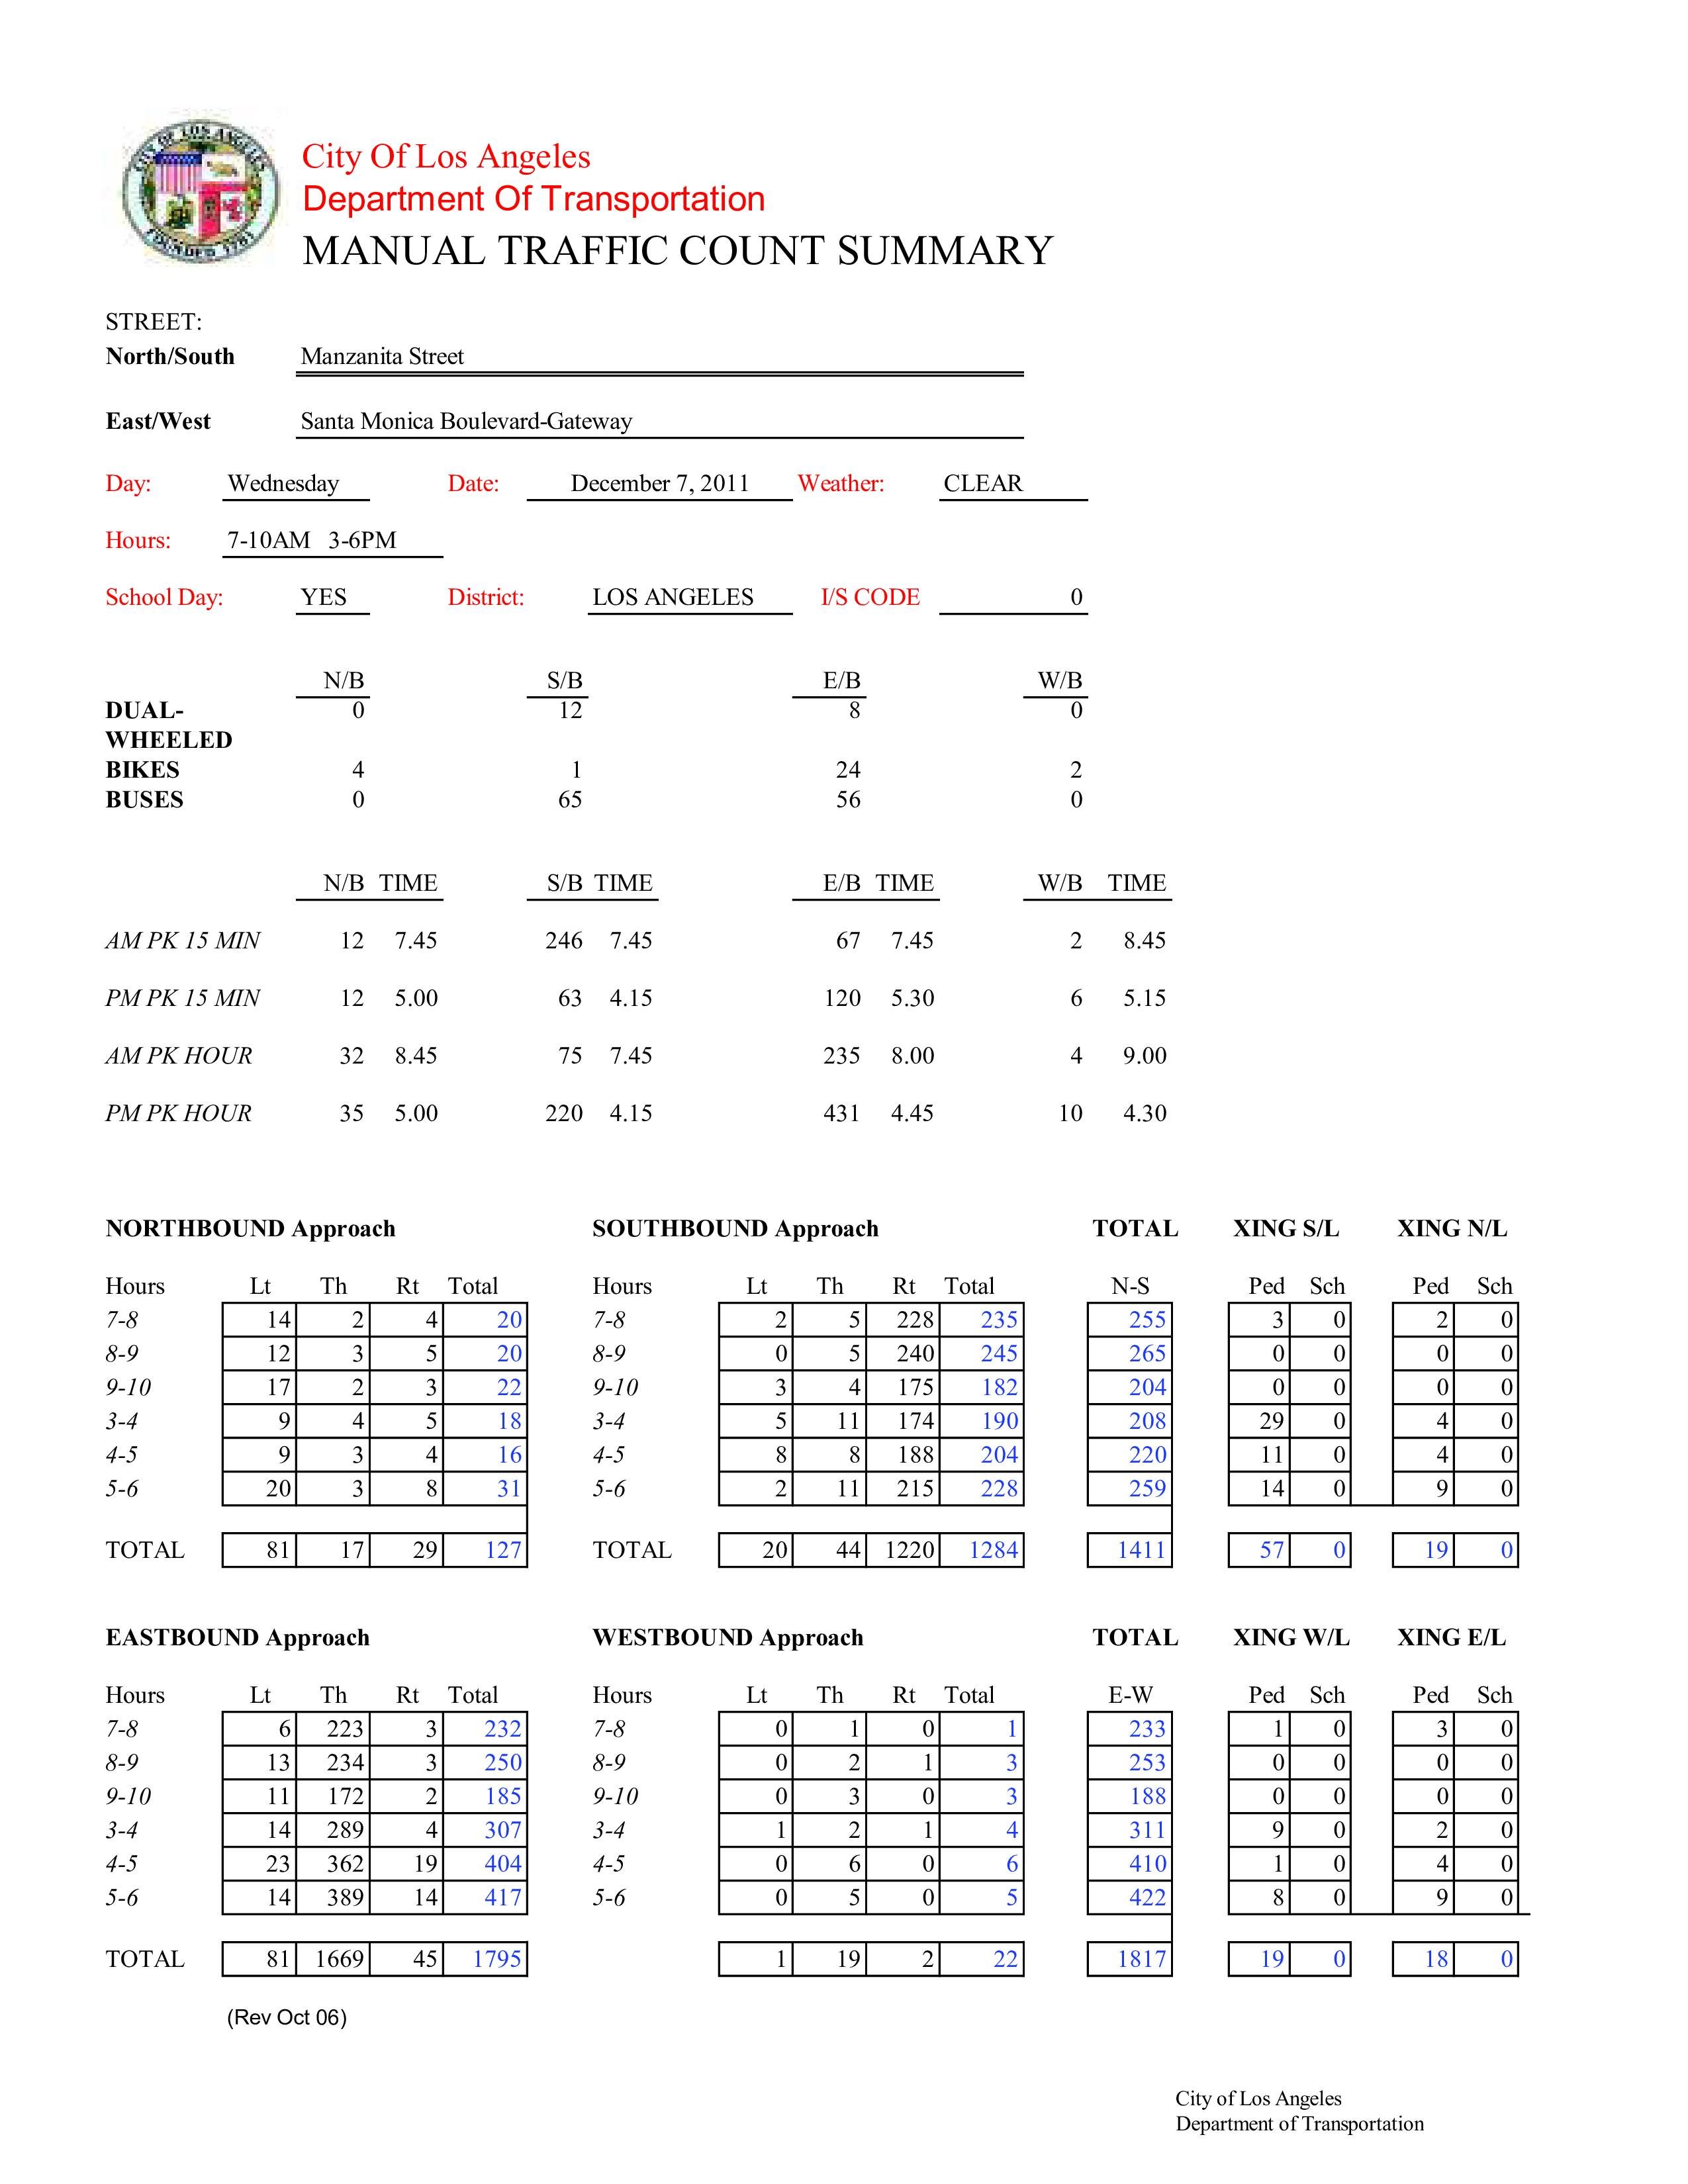 City Of Los Angeles
Department Of Transportation
MANUAL TRAFFIC COUNT SUMMARY
STREET:
North/South Manzanita Street
East/West Santa Monica Boulevard-Gateway
Day: Wednesday Date: December 7, 2011 Weather: CLEAR
Hours: 7-10AM 3-6PM
School Day: YES District: LOS ANGELES I/S CODE 0
N/B S/B E/B W/B
DUAL- 0 12 8 0
WHEELED
BIKES 4 1 24 2
BUSES 0 65 56 0
N/B TIME S/B TIME E/B TIME W/B TIME
AM PK 15 MIN 12 7.45 246 7.45 67 7.45 2 8.45
PM PK 15 MIN 12 5.00 63 4.15 120 5.30 6 5.15
AM PK HOUR 32 8.45 75 7.45 235 8.00 4 9.00
PM PK HOUR 35 5.00 220 4.15 431 4.45 10 4.30
NORTHBOUND Approach SOUTHBOUND Approach TOTAL XING S/L XING N/L
Hours Lt Th Rt Total Hours Lt Th Rt Total N-S Ped Sch Ped Sch
7-8 14 2 4 20 7-8 2 5 228 235 255 3 0 2 0
8-9 12 3 5 20 8-9 0 5 240 245 265 0 0 0 0
9-10 17 2 3 22 9-10 3 4 175 182 204 0 0 0 0
3-4 9 4 5 18 3-4 5 11 174 190 208 29 0 4 0
4-5 9 3 4 16 4-5 8 8 188 204 220 11 0 4 0
5-6 20 3 8 31 5-6 2 11 215 228 259 14 0 9 0
TOTAL 81 17 29 127 TOTAL 20 44 1220 1284 1411 57 0 19 0
EASTBOUND Approach WESTBOUND Approach TOTAL XING W/L XING E/L
Hours Lt Th Rt Total Hours Lt Th Rt Total E-W Ped Sch Ped Sch
7-8 6 223 3 232 7-8 0 1 0 1 233 1 0 3 0
8-9 13 234 3 250 8-9 0 2 1 3 253 0 0 0 0
9-10 11 172 2 185 9-10 0 3 0 3 188 0 0 0 0
3-4 14 289 4 307 3-4 1 2 1 4 311 9 0 2 0
4-5 23 362 19 404 4-5 0 6 0 6 410 1 0 4 0
5-6 14 389 14 417 5-6 0 5 0 5 422 8 0 9 0
TOTAL 81 1669 45 1795 1 19 2 22 1817 19 0 18 0
(Rev Oct 06)
City of Los Angeles
Department of Transportation